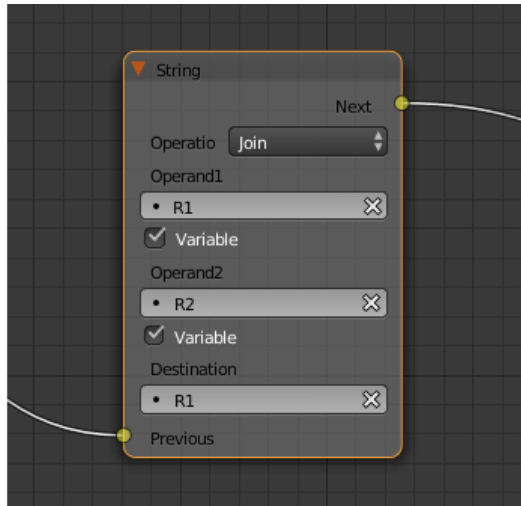 String
Next
Operatio Join
Operand1
• R1
Variable
Operand2
• R2
Variable
Destination
• R1
Previous